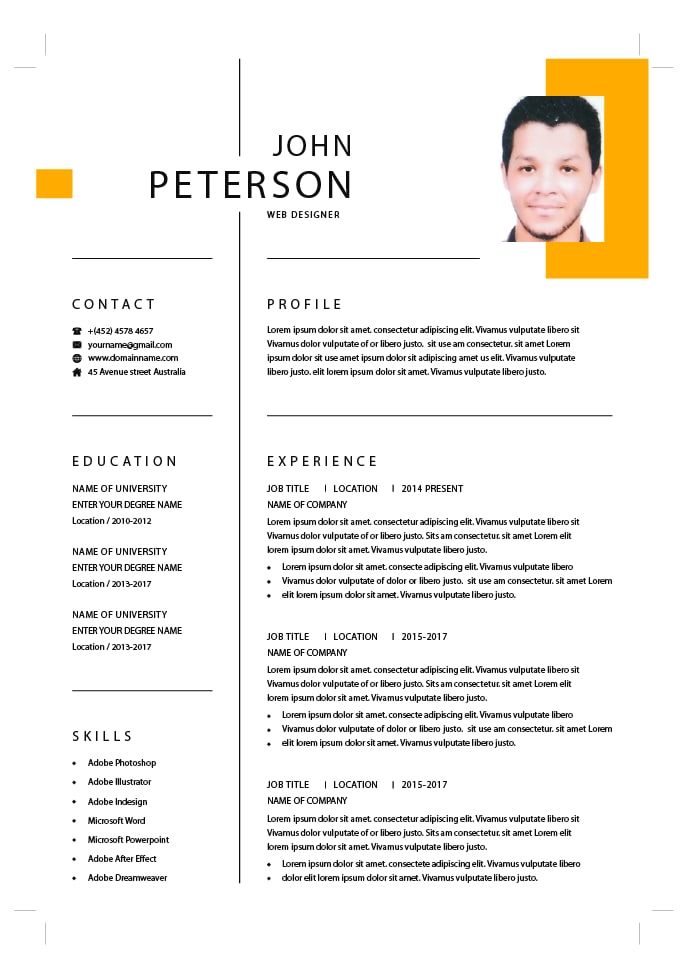 JOHN
PETERSON
WEB DESIGNER
CONTACT
+(452) 4578 4657
yourname@gmail.com
www.domainname.com
45 Avenue street Australia
EDUCATION
NAME OF UNIVERSITY
ENTER YOUR DEGREE NAME
Location / 2010-2012
NAME OF UNIVERSITY
ENTER YOUR DEGREE NAME
Location / 2013-2017
NAME OF UNIVERSITY
ENTER YOUR DEGREE NAME
Location / 2013-2017
SKILLS
Adobe Photoshop
Adobe Illustrator
Adobe Indesign
Microsoft Word
Microsoft Powerpoint
Adobe After Effect
Adobe Dreamweaver
PROFILE
Lorem ipsum dolor sit amet. consectetur adipiscing elit. Vivamus vulputate libero sit
Vivamus dolor vulputate of or libero justo. sit use am consectetur. sit amet Lorem
ipsum dolor sit use amet ipsum dolor sit adipiscing amet us elit. Vivamus vulputate
libero justo. elit lorem ipsum dolor sit amet. Vivamus vulputate libero justo.
EXPERIENCE
JOB TITLE | LOCATION | 2014 PRESENT
NAME OF COMPANY
Lorem ipsum dolor sit amet. consectetur adipiscing elit. Vivamus vulputate libero sit
Vivamus dolor vulputate of or libero justo. Sits am consectetur. sit amet Lorem elit
lorem ipsum dolor sit amet. Vivamus vulputate libero justo.
• Lorem ipsum dolor sit amet. consecte adipiscing elit. Vivamus vulputate libero
• Vivamus dolor vulputate of dolor or libero justo. sit use am consectetur. sit amet Lorem
• elit lorem ipsum dolor sit amet. Vivamus vulputate libero justo.
JOB TITLE | LOCATION | 2015-2017
NAME OF COMPANY
Lorem ipsum dolor sit amet. consectetur adipiscing elit. Vivamus vulputate libero sit
Vivamus dolor vulputate of or libero justo. Sits am consectetur. sit amet Lorem elit
lorem ipsum dolor sit amet. Vivamus vulputate libero justo.
• Lorem ipsum dolor sit amet. consecte adipiscing elit. Vivamus vulputate libero
• Vivamus dolor vulputate of dolor or libero justo. sit use am consectetur. sit amet Lorem
• elit lorem ipsum dolor sit amet. Vivamus vulputate libero justo.
JOB TITLE | LOCATION | 2015-2017
NAME OF COMPANY
Lorem ipsum dolor sit amet. consectetur adipiscing elit. Vivamus vulputate libero sit
Vivamus dolor vulputate of or libero justo. Sits am consectetur. sit amet Lorem elit
lorem ipsum dolor sit amet. Vivamus vulputate libero justo.
• Lorem ipsum dolor sit amet. consectete adipiscing elit. Vivamus vulputate libero
• dolor elit lorem ipsum dolor sit amet. Vivamus vulputate libero justo.